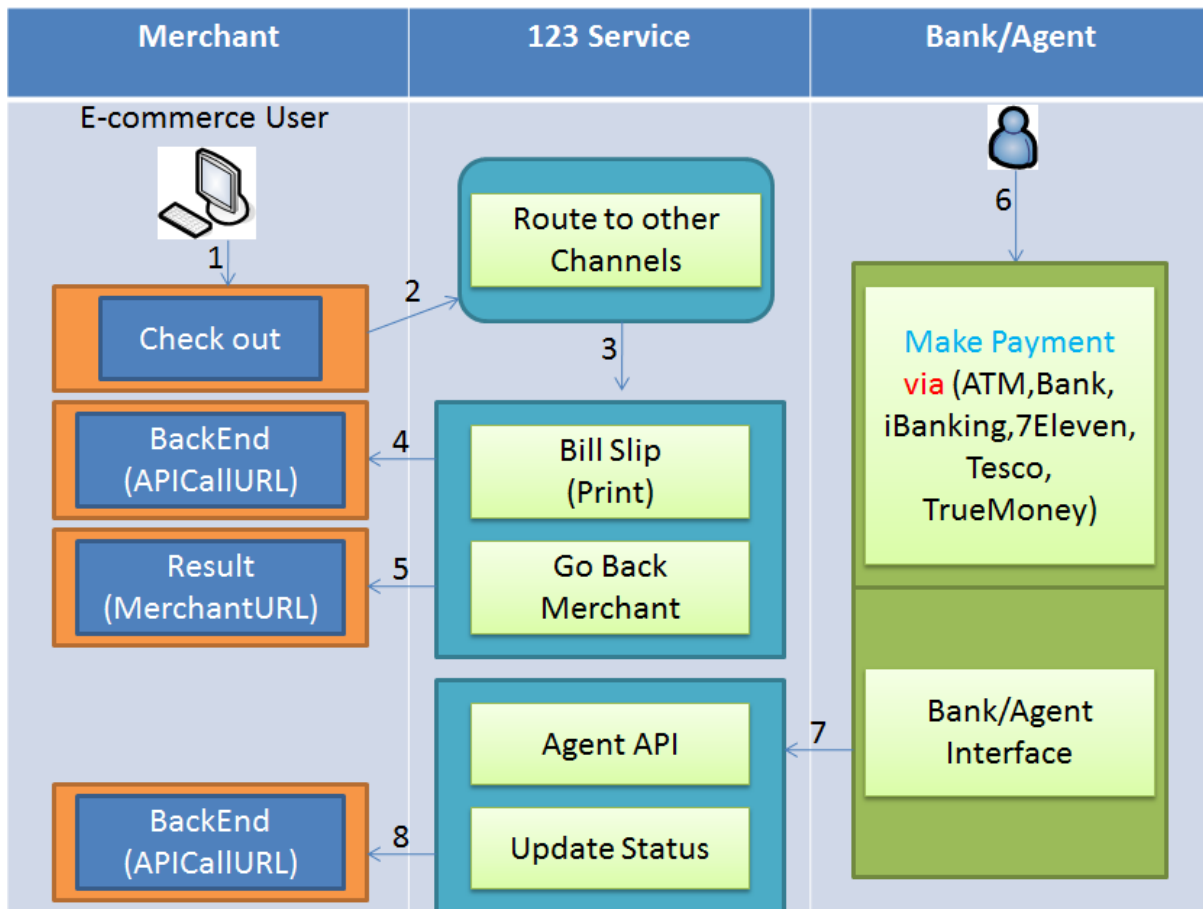 Merchant
123 Service
Bank/Agent
E-commerce User
1
Check out
2
Route to other
Channels
3
Bill Slip
(Print)
4
BackEnd
(APICallURL)
Go Back
Merchant
5
Result
(MerchantURL)
6
Make Payment
via (ATM,Bank,
iBanking,7Eleven,
Tesco,
TrueMoney)
Bank/Agent
Interface
7
Agent API
Update Status
8
BackEnd
(APICallURL)